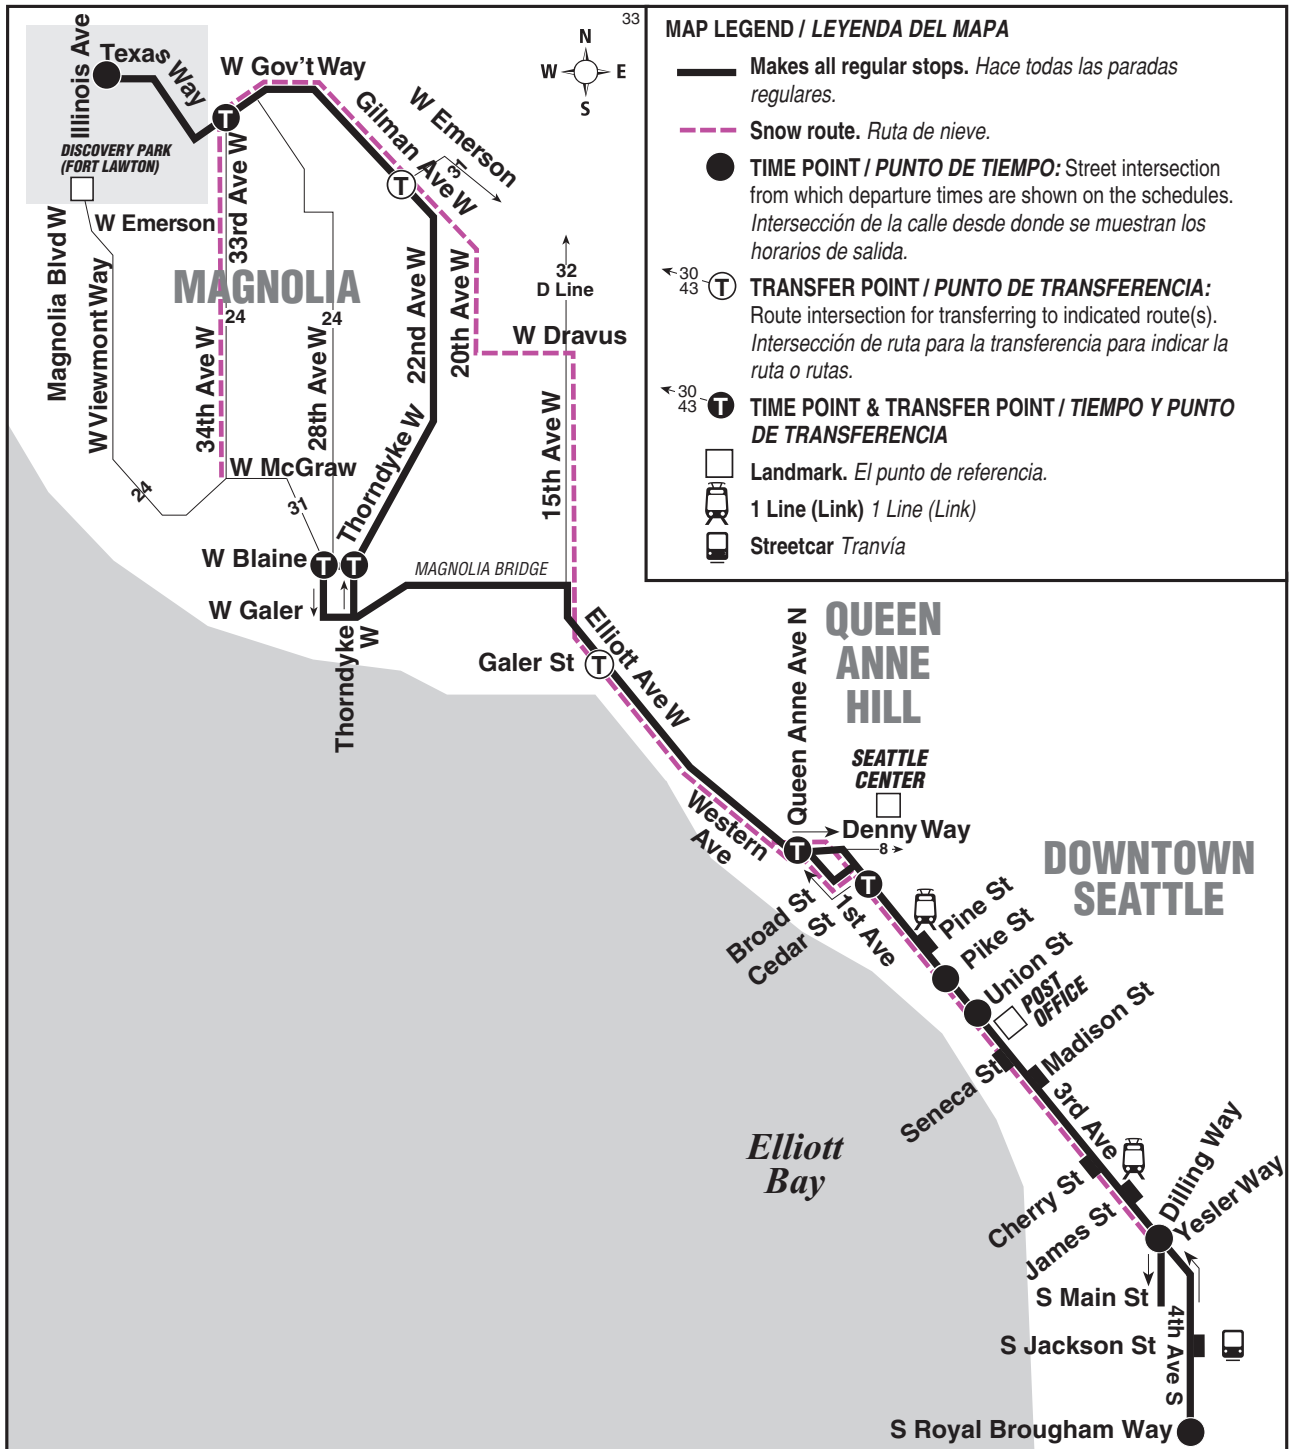 33
MAP LEGEND / LEYENDA DEL MAPA
Makes all regular stops. Hace todas las paradas
regulares.
Snow route. Ruta de nieve.
TIME POINT / PUNTO DE TIEMPO: Street intersection
from which departure times are shown on the schedules.
Intersección de la calle desde donde se muestran los
horarios de salida.
30
43
T
TRANSFER POINT / PUNTO DE TRANSFERENCIA:
Route intersection for transferring to indicated route(s).
Intersección de ruta para la transferencia para indicar la
ruta o rutas.
30
43
T
TIME POINT & TRANSFER POINT / TIEMPO Y PUNTO
DE TRANSFERENCIA
Landmark. El punto de referencia.
1 Line (Link) 1 Line (Link)
Streetcar Tranvía
N
W
E
S
Illinois Ave
Texas Way
W Gov't Way
T
Gilman Ave W
W Emerson
31
T
DISCOVERY PARK
(FORT LAWTON)
W Emerson
33rd Ave W
Magnolia Blvd W
W Viewmont Way
MAGNOLIA
24
24
34th Ave W
28th Ave W
22nd Ave W
20th Ave W
32
D Line
W Dravus
15th Ave W
W McGraw
24
31
Thorndyke W
W Blaine
T
T
MAGNOLIA BRIDGE
W Galer
Thorndyke
W
Galer St
T
Elliott Ave W
Queen Anne Ave N
QUEEN
ANNE
HILL
SEATTLE
CENTER
Western
Ave
Denny Way
8
T
T
Broad St
Cedar St
1st Ave
DOWNTOWN
SEATTLE
Pine St
Pike St
Union St
POST
OFFICE
Madison St
Seneca St
3rd Ave
Elliott
Bay
Cherry St
James St
Dilling Way
Yesler Way
S Main St
4th Ave S
S Jackson St
S Royal Brougham Way